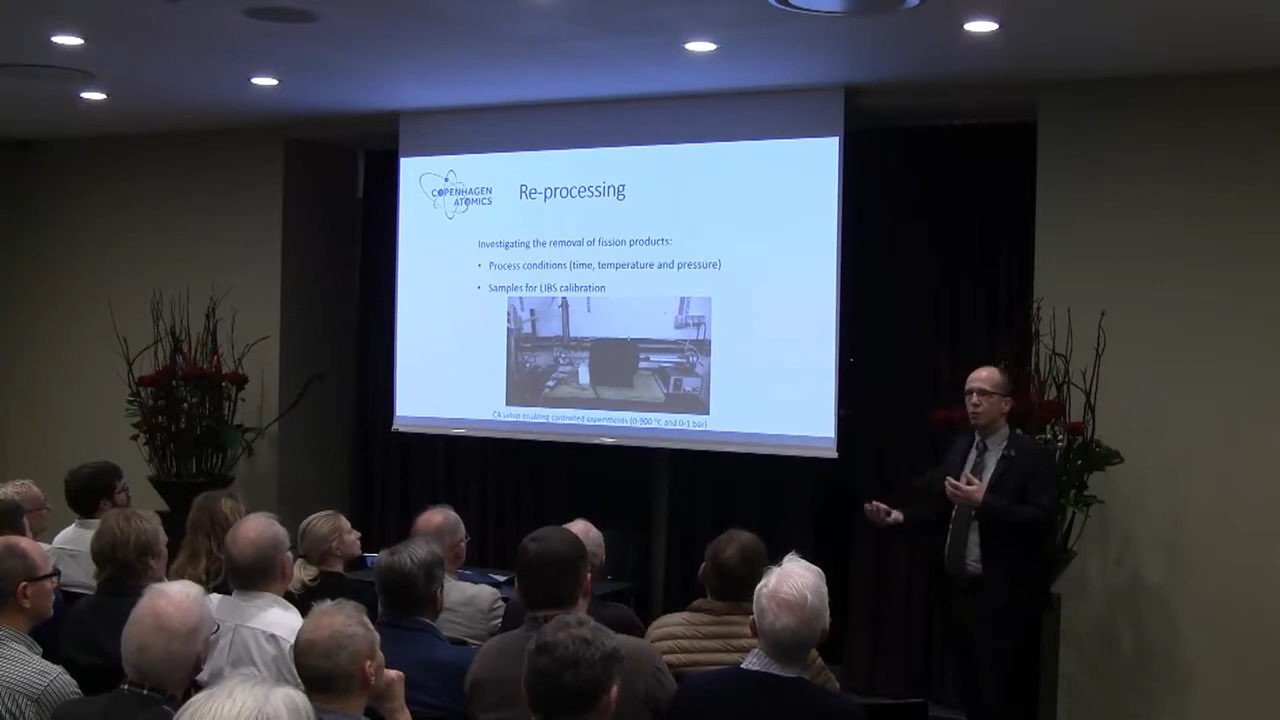 COPENHAGEN
ATOMICS
Re-processing
Investigating the removal of fission products:
• Process conditions (time, temperature and pressure)
• Samples for LIBS calibration
CA setup enabling controlled experiments (0-900 °C and 0-1 bar)